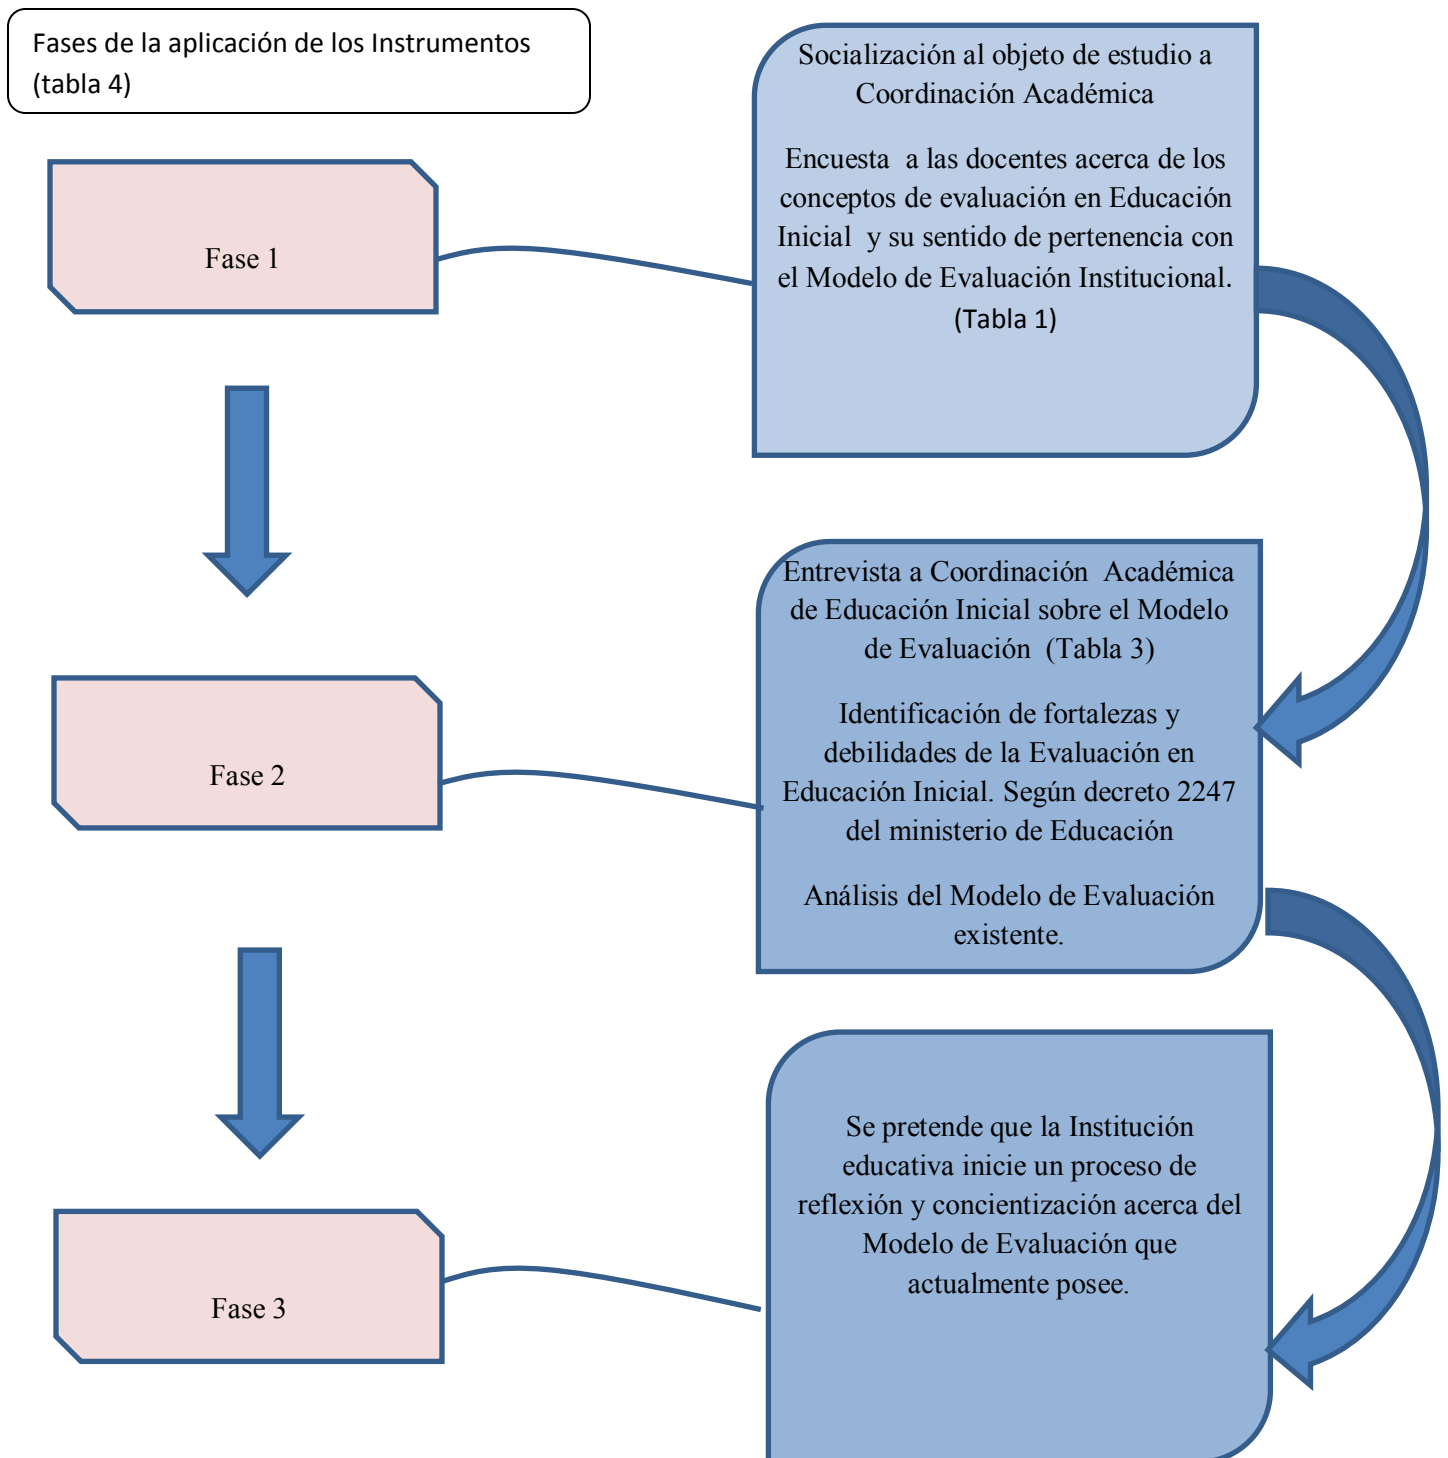 Fases de la aplicación de los Instrumentos
(tabla 4)
Fase 1
Socialización al objeto de estudio a
Coordinación Académica
Encuesta a las docentes acerca de los
conceptos de evaluación en Educación
Inicial y su sentido de pertenencia con
el Modelo de Evaluación Institucional.
(Tabla 1)
Fase 2
Entrevista a Coordinación Académica
de Educación Inicial sobre el Modelo
de Evaluación (Tabla 3)
Identificación de fortalezas y
debilidades de la Evaluación en
Educación Inicial. Según decreto 2247
del ministerio de Educación
Análisis del Modelo de Evaluación
existente.
Fase 3
Se pretende que la Institución
educativa inicie un proceso de
reflexión y concientización acerca del
Modelo de Evaluación que
actualmente posee.